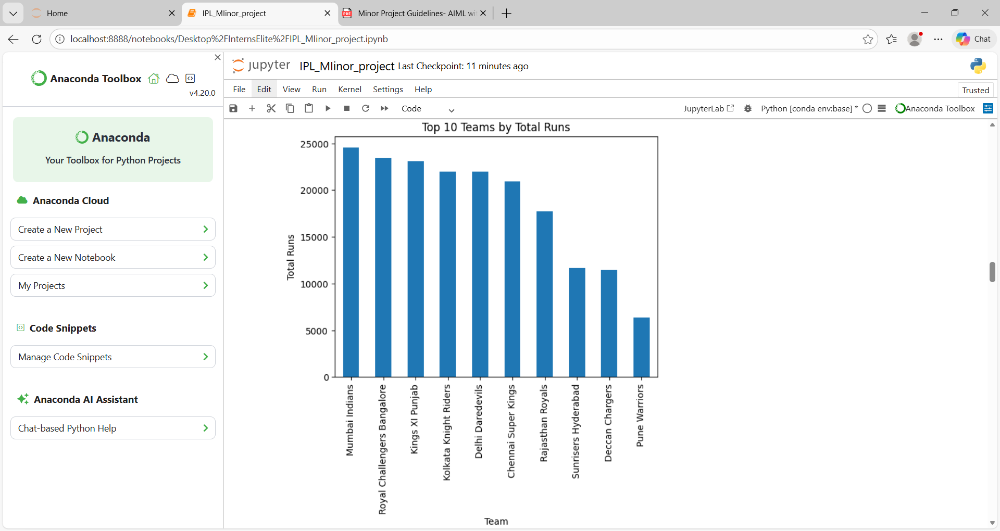 Home
IPL_MIinor_project
Minor Project Guidelines- AIML wi
localhost:8888/notebooks/Desktop%2FInternsElite%2FIPL_MIinor_project.ipynb
Chat
Anaconda Toolbox
v4.20.0
Anaconda
Your Toolbox for Python Projects
Anaconda Cloud
Create a New Project
Create a New Notebook
My Projects
Code Snippets
Manage Code Snippets
Anaconda AI Assistant
Chat-based Python Help
jupyter IPL_MIinor_project Last Checkpoint: 11 minutes ago
File Edit View Run Kernel Settings Help
Trusted
Code
JupyterLab
Python [conda env:base] *
Anaconda Toolbox
Top 10 Teams by Total Runs
Total Runs
25000
20000
15000
10000
5000
0
Mumbai Indians
Royal Challengers Bangalore
Kings XI Punjab
Kolkata Knight Riders
Delhi Daredevils
Chennai Super Kings
Rajasthan Royals
Sunrisers Hyderabad
Deccan Chargers
Pune Warriors
Team